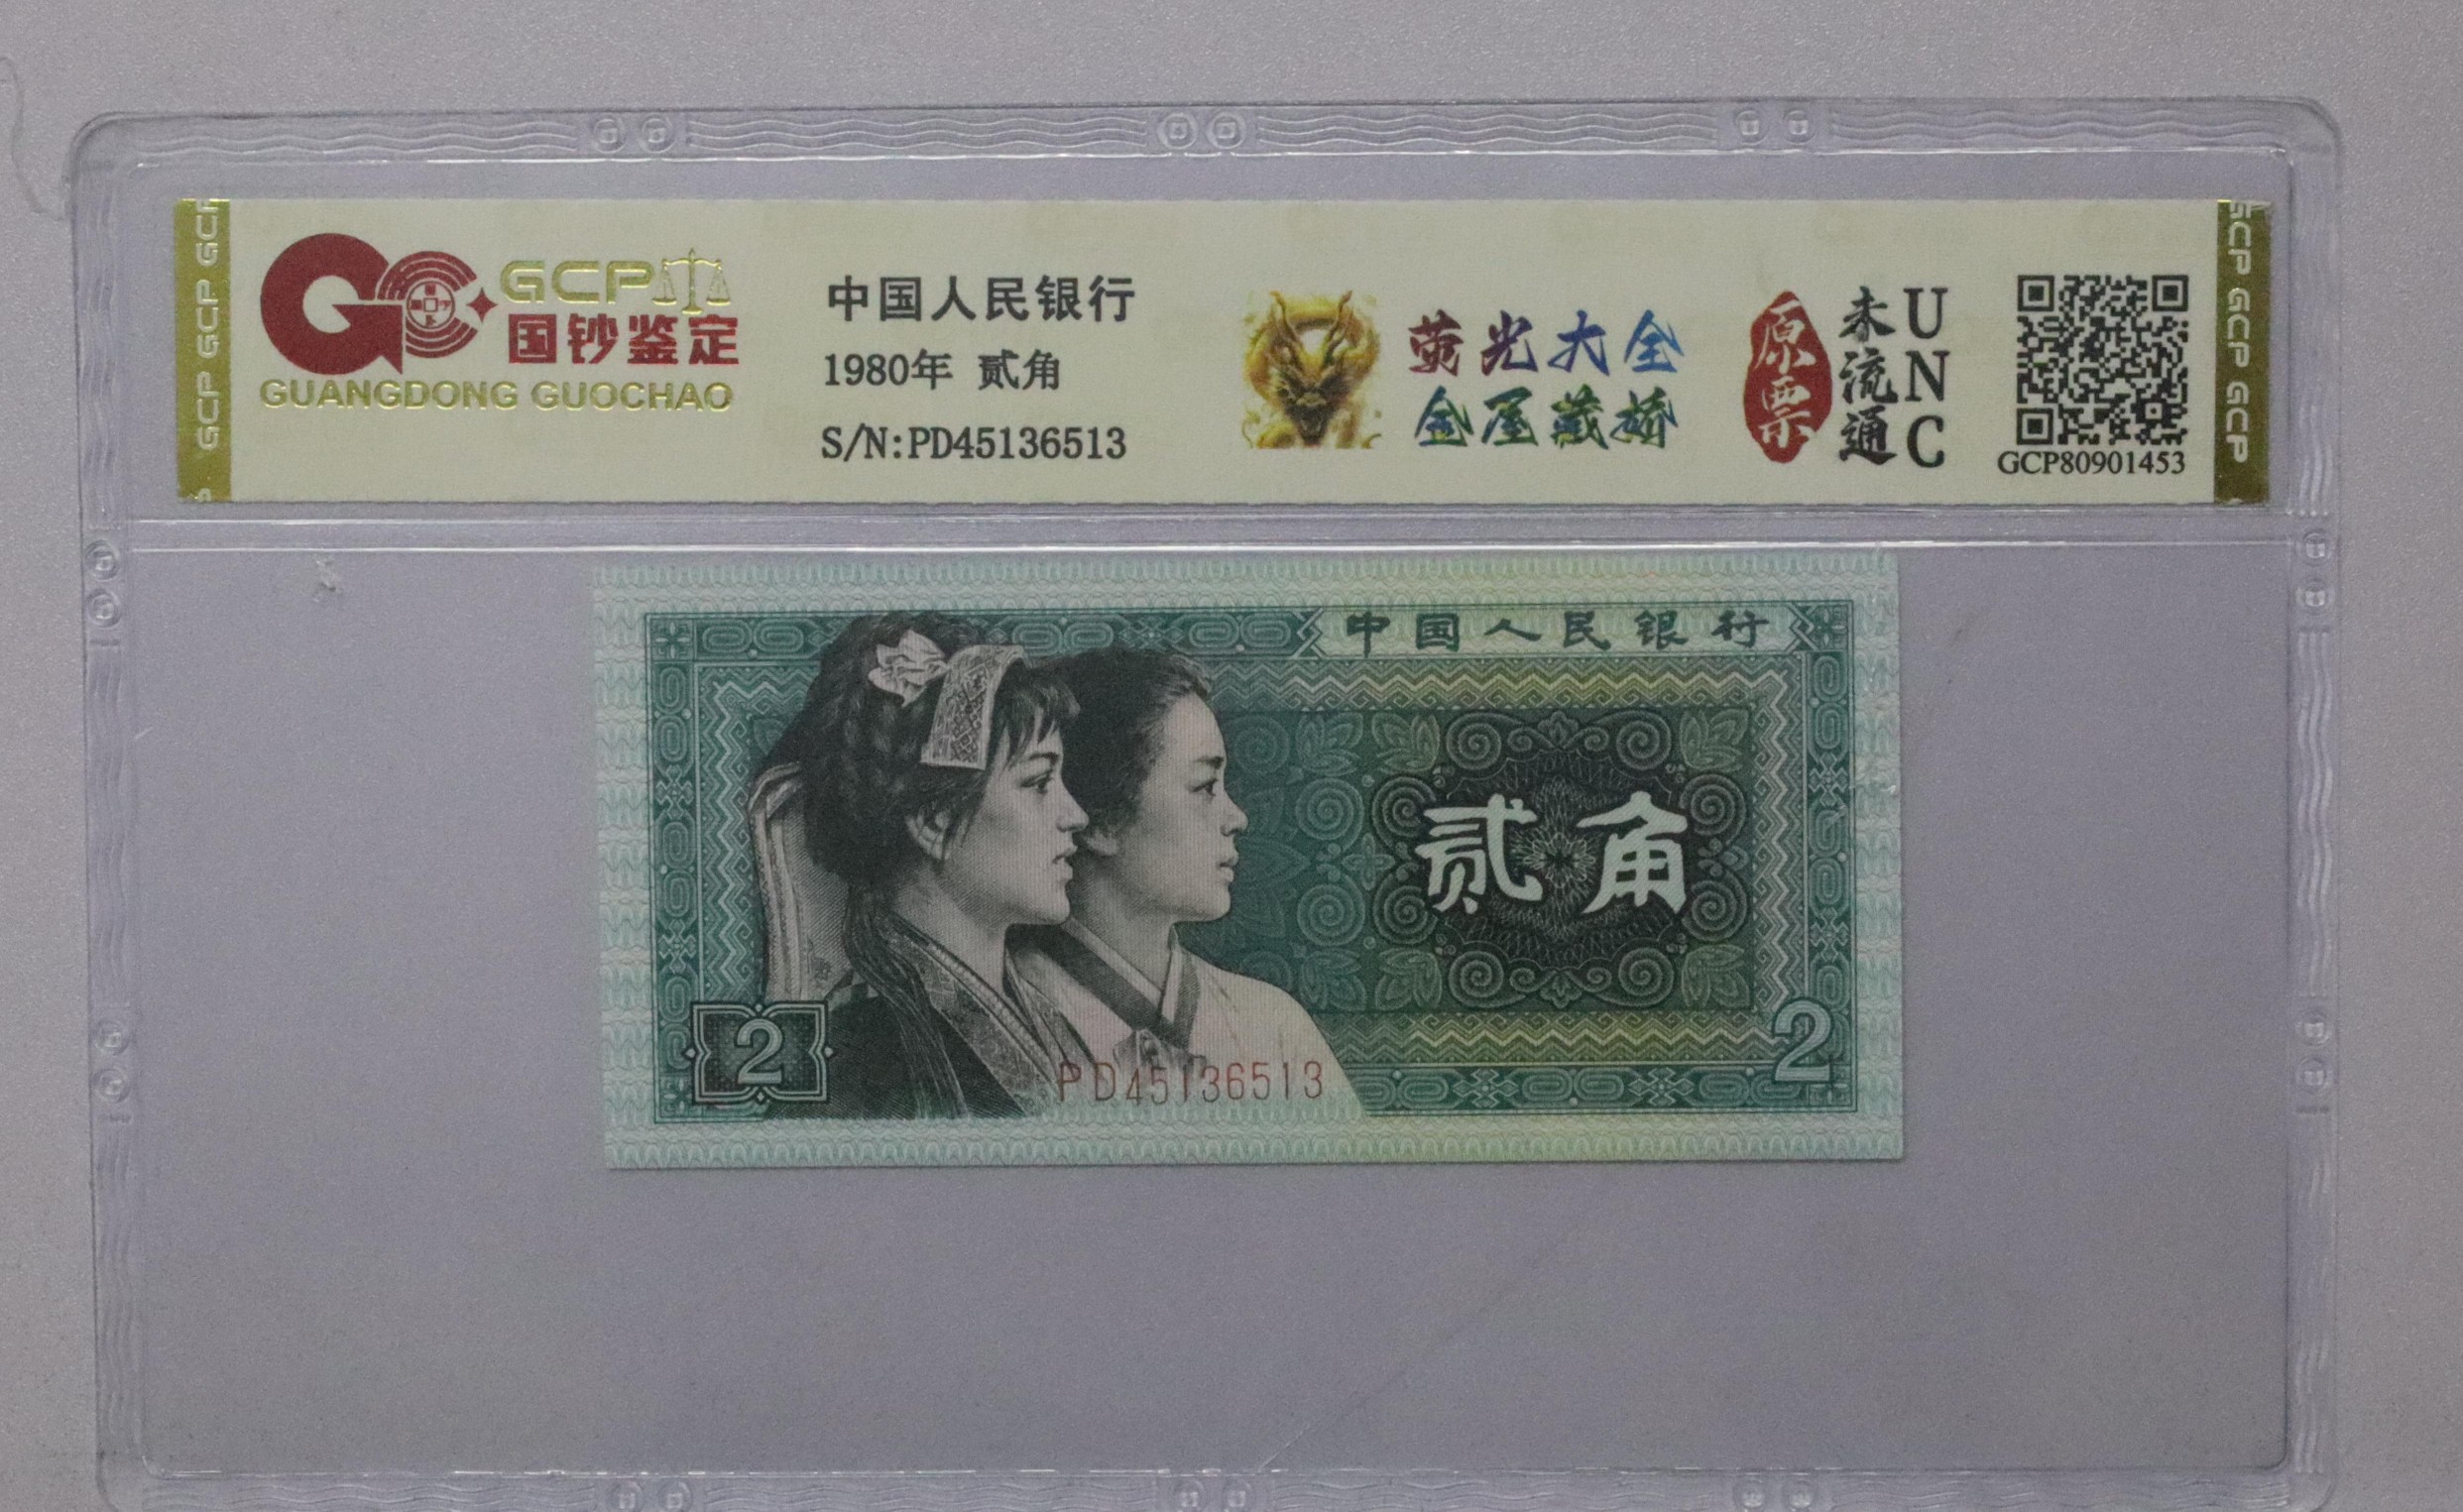 GCP
国钞鉴定
GUANGDONG GUOCHAO
中国人民银行
1980年 贰角
S/N:PD45136513
荧光大全
金屋藏娇
原票
未流通
UNC
GCP80901453
GCP GCP GCP
GCP GCP GCP
中国人民银行
贰角
2
2
PD45136513